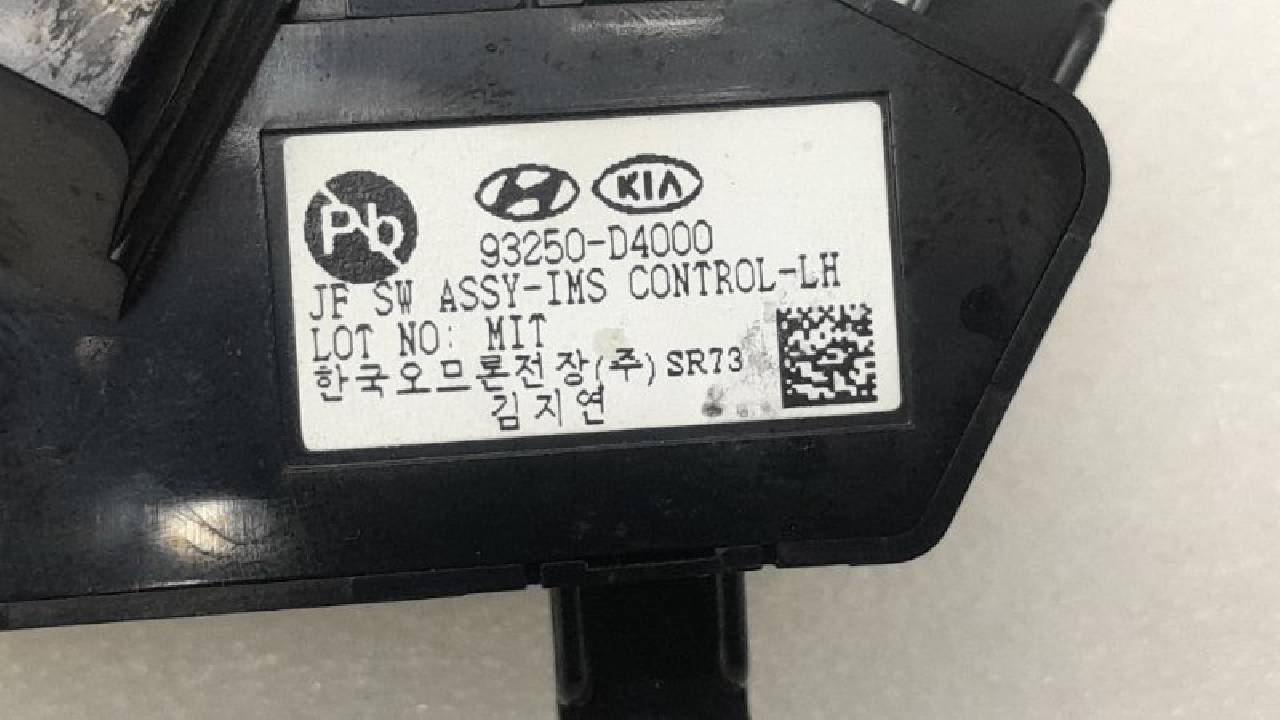 Pb
KIA
93250-D4000
JF SW ASSY-IMS CONTROL-LH
LOT NO: MIT
한국오므론전장(주) SR73
김지연